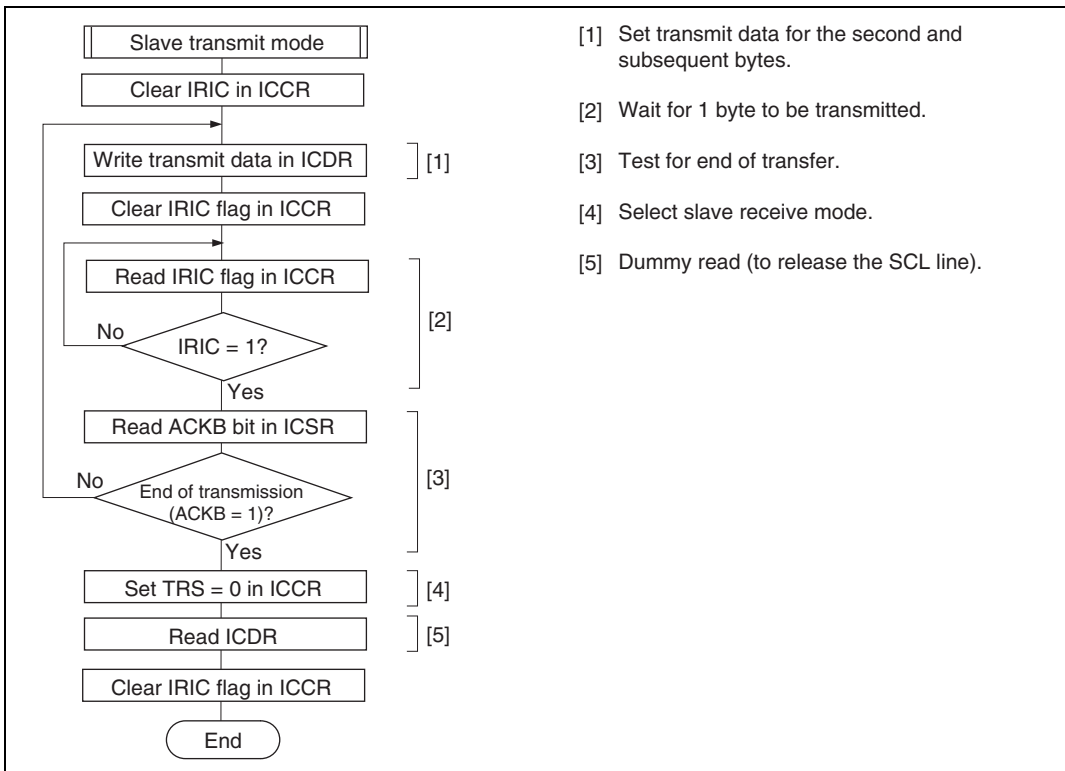 Slave transmit mode
Clear IRIC in ICCR
Write transmit data in ICDR
[1]
Clear IRIC flag in ICCR
Read IRIC flag in ICCR
[2]
No
IRIC = 1?
Yes
Read ACKB bit in ICSR
[3]
No
End of transmission
(ACKB = 1)?
Yes
Set TRS = 0 in ICCR
[4]
Read ICDR
[5]
Clear IRIC flag in ICCR
End
[1] Set transmit data for the second and
subsequent bytes.
[2] Wait for 1 byte to be transmitted.
[3] Test for end of transfer.
[4] Select slave receive mode.
[5] Dummy read (to release the SCL line).